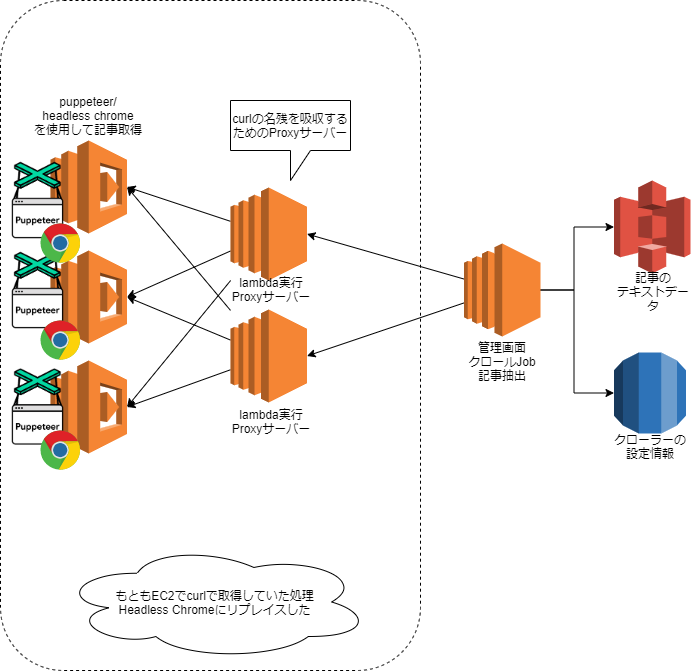 puppeteer/
headless chrome
を使用して記事取得
curlの名残を吸収する
ためのProxyサーバー
Puppeteer
Puppeteer
Puppeteer
lambda実行
Proxyサーバー
lambda実行
Proxyサーバー
管理画面
クロールJob
記事抽出
記事の
テキストデー
タ
クローラーの
設定情報
もともEC2でcurlで取得していた処理
Headless Chromeにリプレイスした